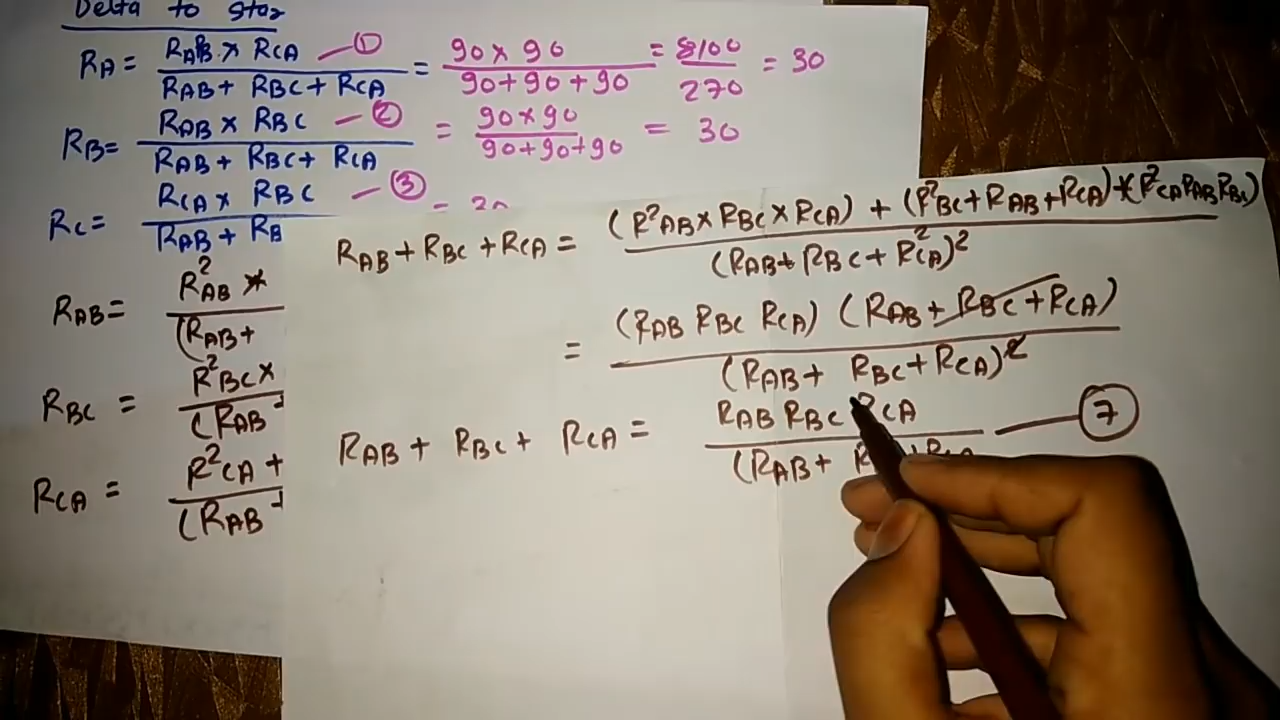 Delta to star
RA = RAB × RCA —① / RAB + RBC + RCA = 90 × 90 / 90 + 90 + 90 = 8100 / 270 = 30
RB = RAB × RBC —② / RAB + RBC + RCA = 90 × 90 / 90 + 90 + 90 = 30
RC = RCA × RBC —③ / RAB + RB
RAB = R²AB × / (RAB +
RBC = R²BC × / (RAB +
RCA = R²CA + / (RAB +
RAB + RBC + RCA = (R²AB × RBC × RCA) + (R²BC + RAB + RCA) + (R²CA RAB RBC) / (RAB + RBC + R²CA)²
= (RAB RBC RCA) (RAB + RBC + RCA) / (RAB + RBC + RCA)²
RAB + RBC + RCA = RAB RBC RCA / (RAB + — ⑦